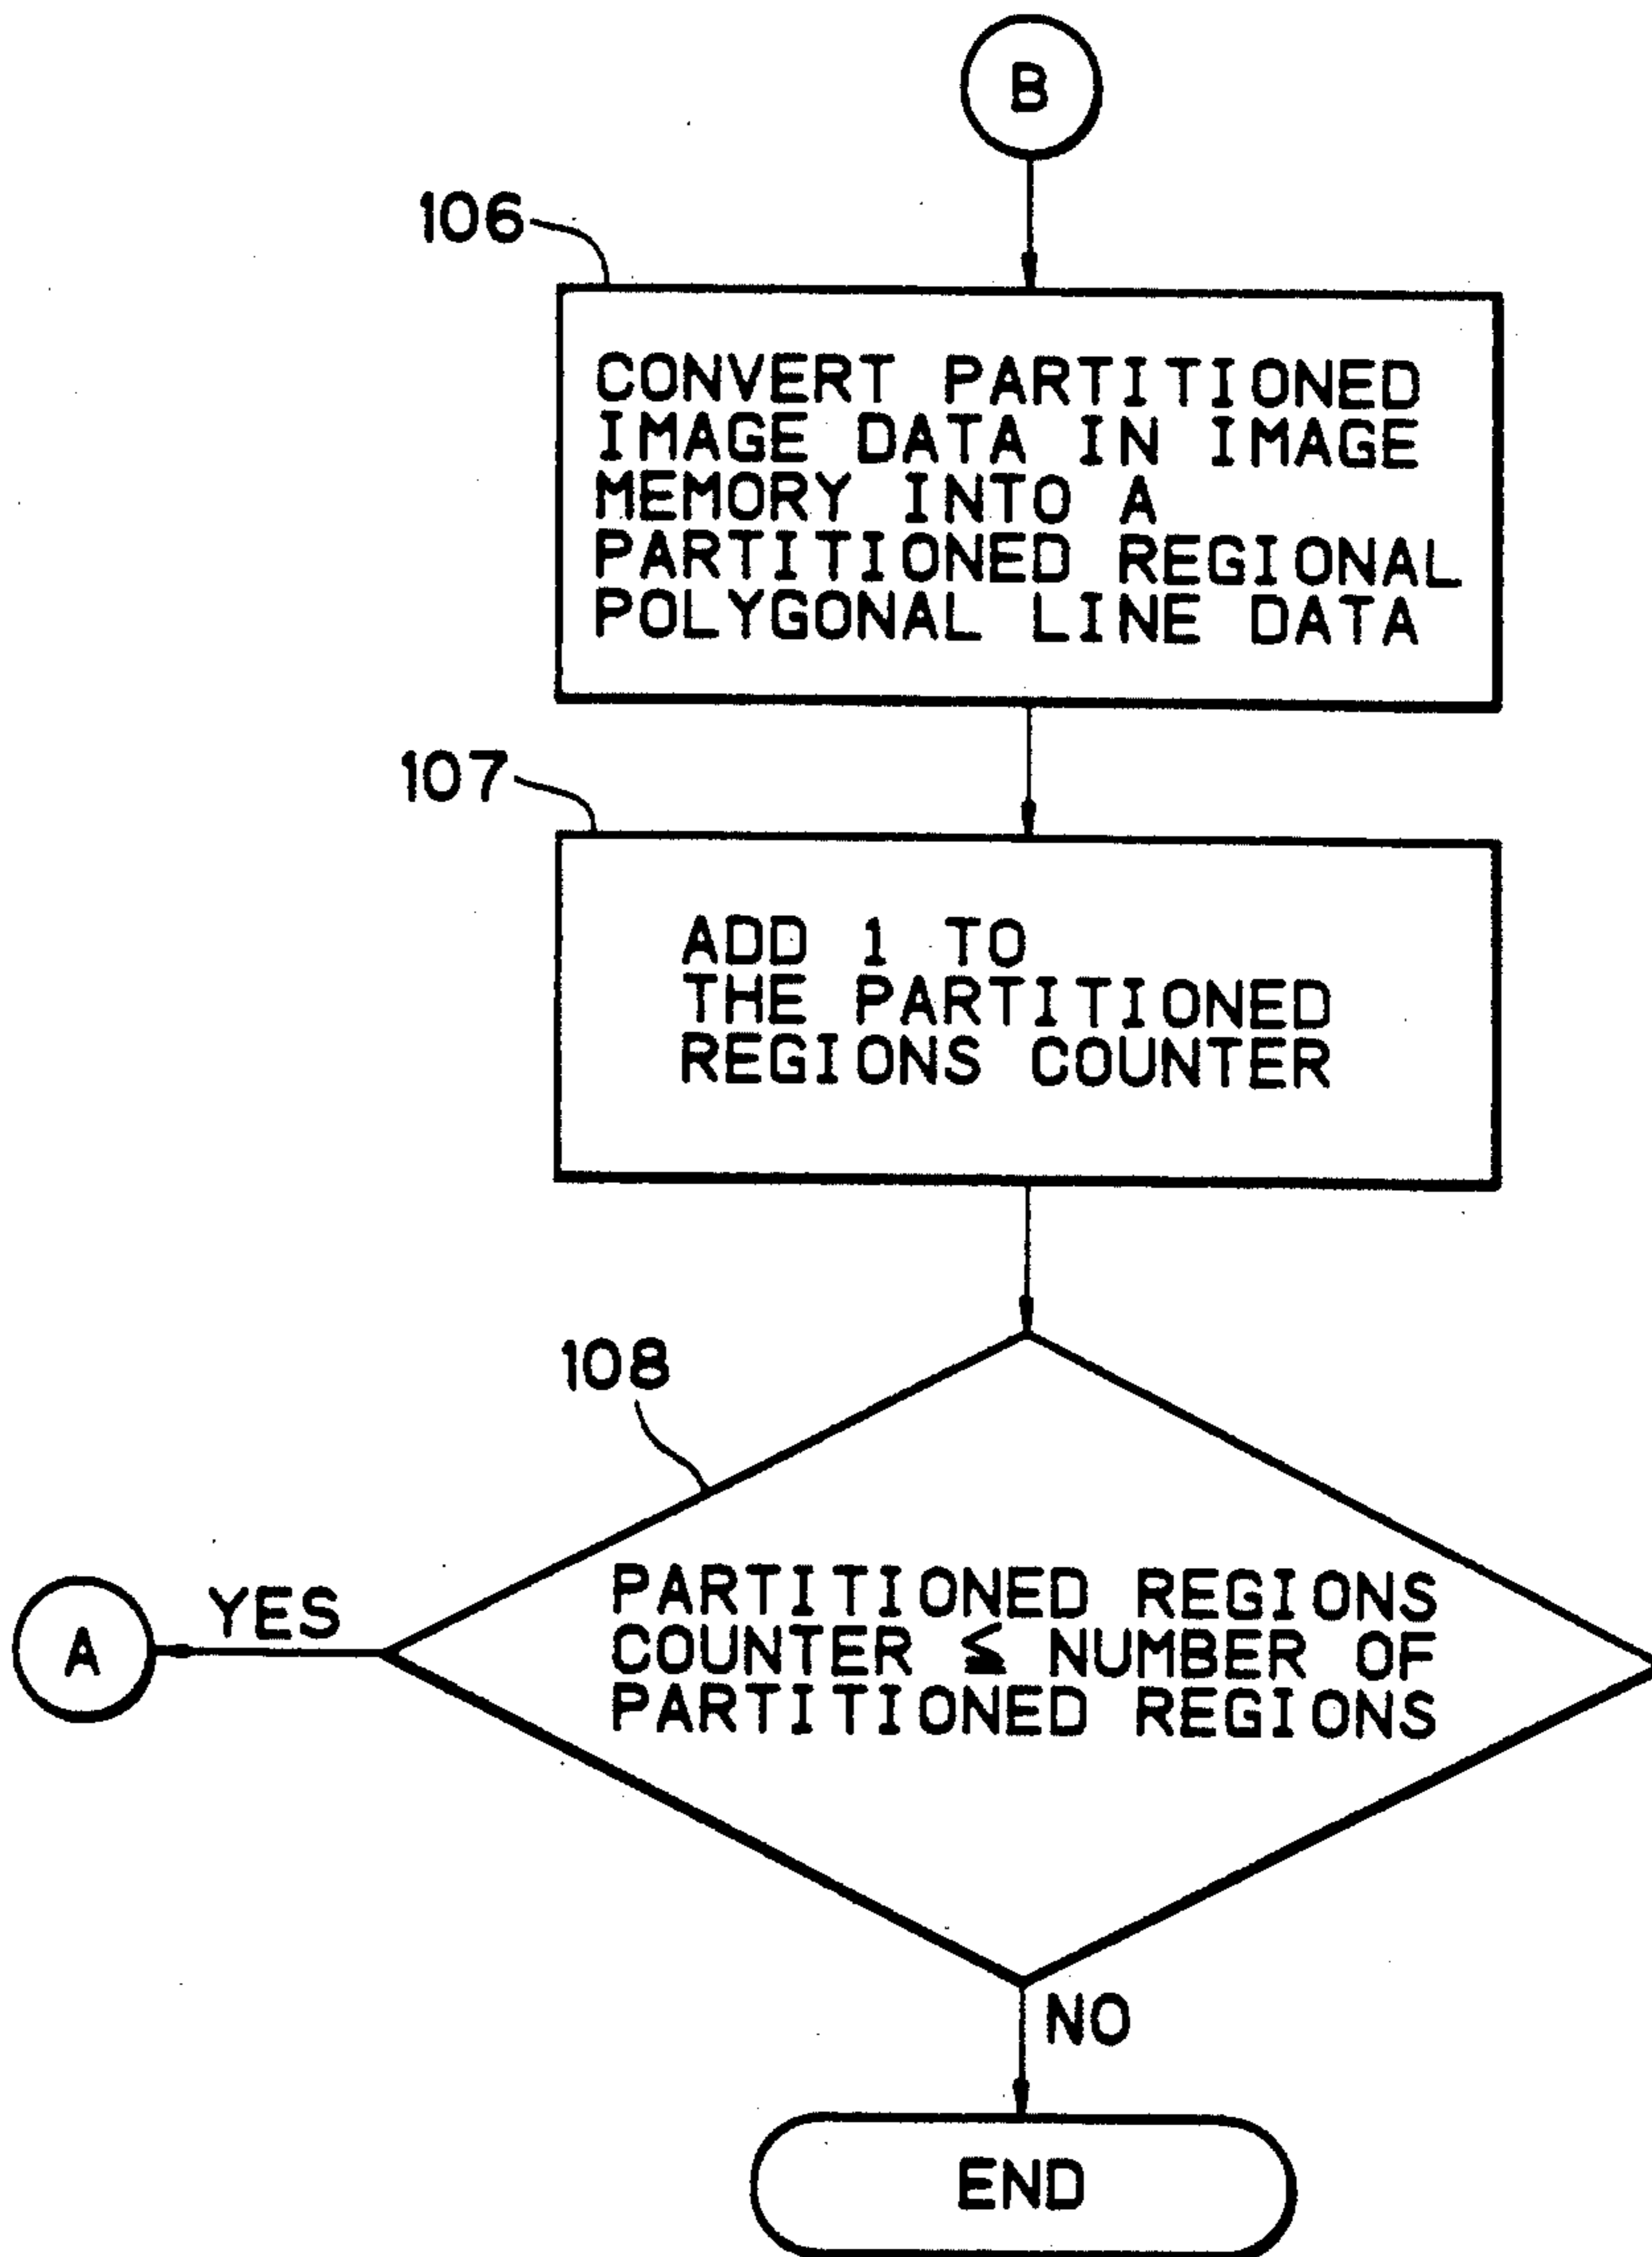 B
106
CONVERT PARTITIONED
IMAGE DATA IN IMAGE
MEMORY INTO A
PARTITIONED REGIONAL
POLYGONAL LINE DATA
107
ADD 1 TO
THE PARTITIONED
REGIONS COUNTER
108
PARTITIONED REGIONS
COUNTER ≦ NUMBER OF
PARTITIONED REGIONS
YES
A
NO
END